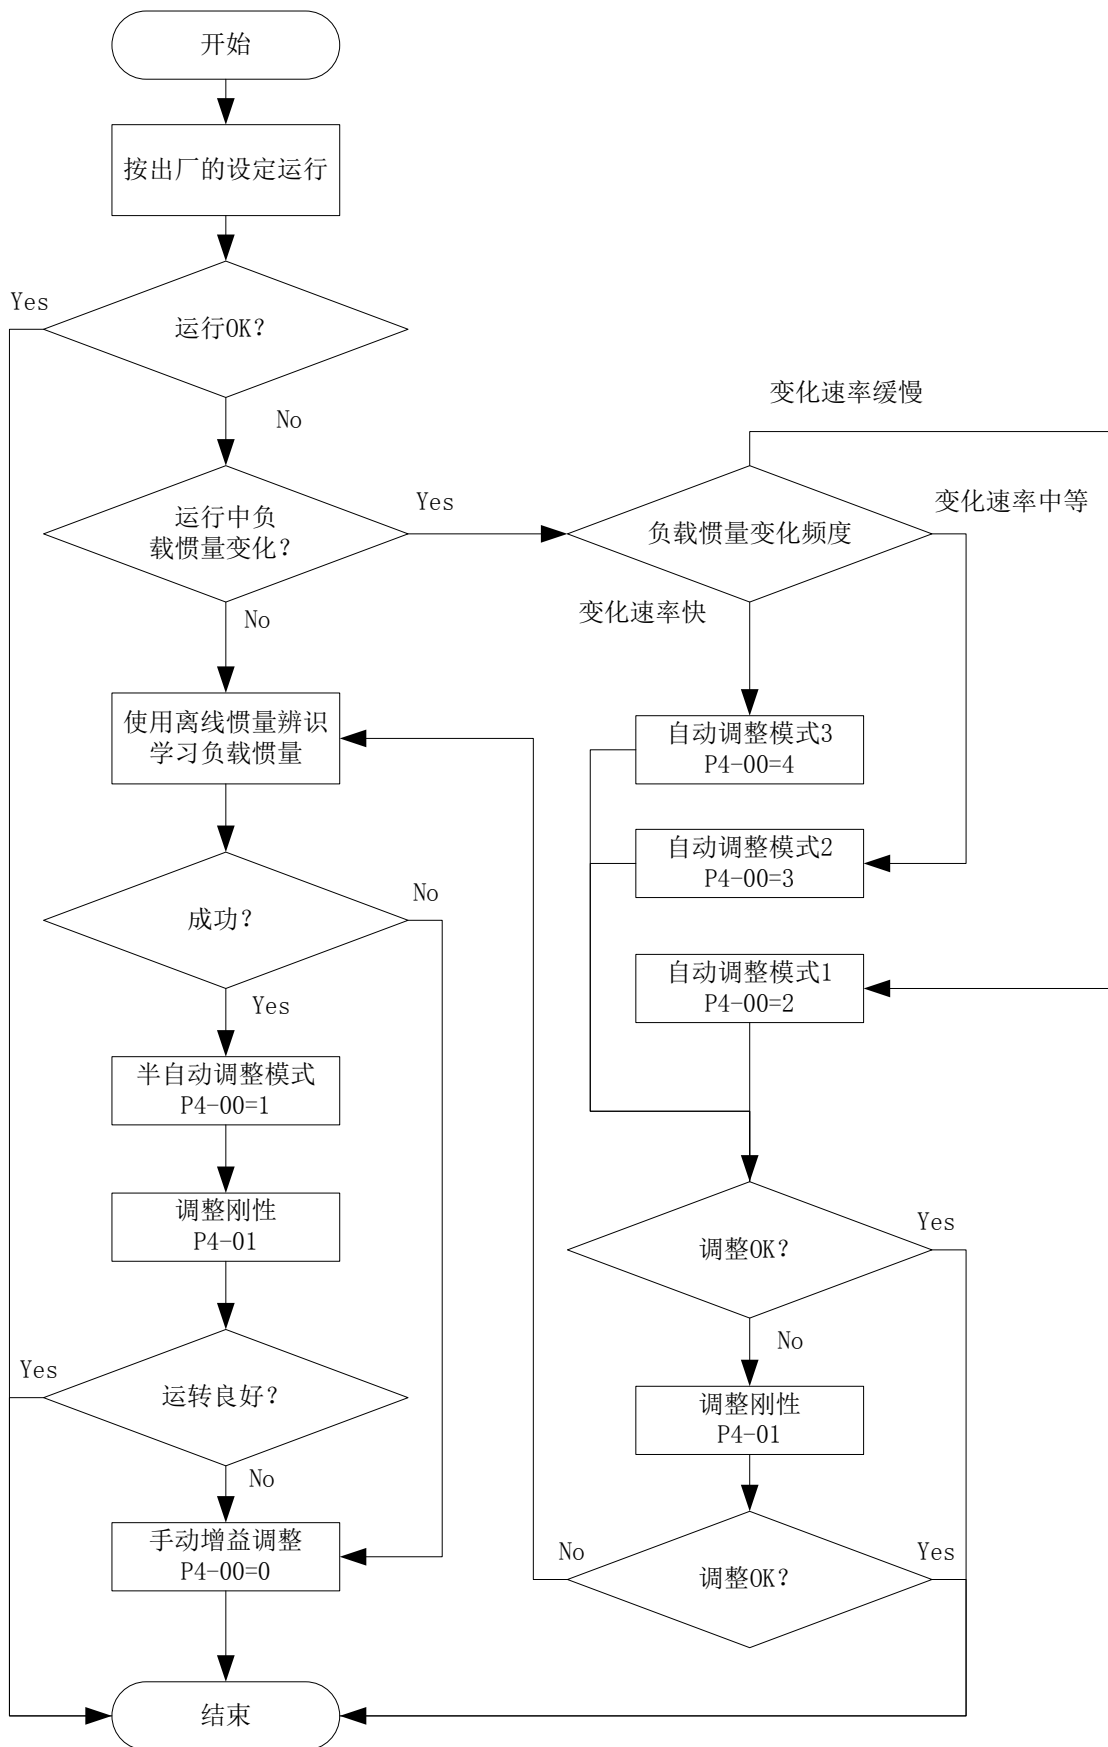 开始
按出厂的设定运行
Yes
运行OK?
No
变化速率缓慢
运行中负
载惯量变化?
Yes
负载惯量变化频度
变化速率中等
No
变化速率快
使用离线惯量辨识
学习负载惯量
自动调整模式3
P4-00=4
自动调整模式2
P4-00=3
成功?
No
Yes
自动调整模式1
P4-00=2
半自动调整模式
P4-00=1
调整刚性
P4-01
调整OK?
Yes
No
Yes
运转良好?
No
调整刚性
P4-01
手动增益调整
P4-00=0
No
调整OK?
Yes
结束